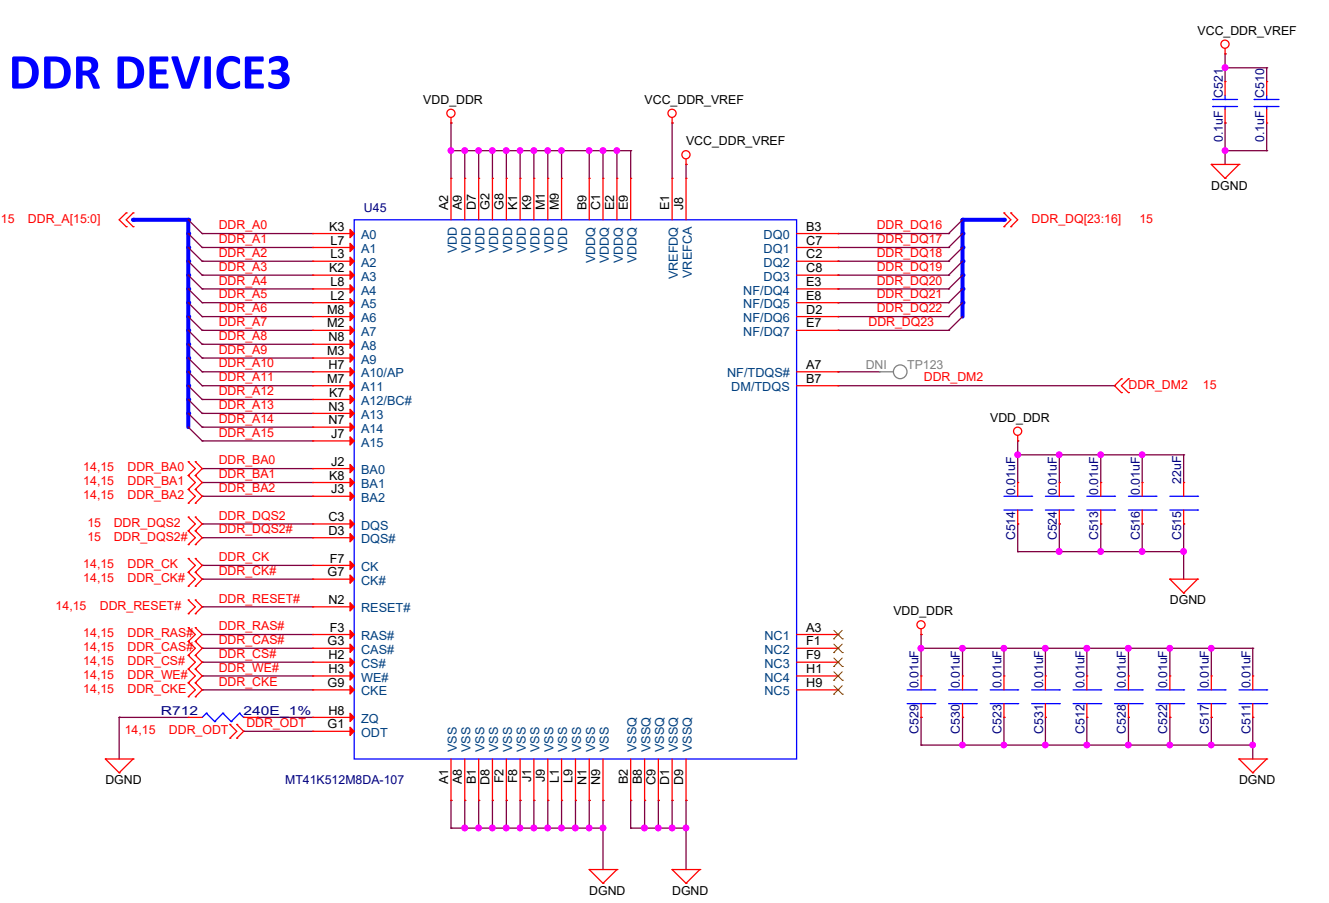 DDR DEVICE3
VCC_DDR_VREF
C521
C510
0.1uF
0.1uF
DGND
VDD_DDR
VCC_DDR_VREF
VCC_DDR_VREF
A2
A9
D7
G2
G8
K1
K9
M1
M9
B9
C1
E2
E9
E1
J8
U45
VDD
VDD
VDD
VDD
VDD
VDD
VDD
VDD
VDD
VDDQ
VDDQ
VDDQ
VDDQ
VREFDQ
VREFCA
15 DDR_A[15:0]
DDR_A0 K3 A0
DDR_A1 L7 A1
DDR_A2 L3 A2
DDR_A3 K2 A3
DDR_A4 L8 A4
DDR_A5 L2 A5
DDR_A6 M8 A6
DDR_A7 M2 A7
DDR_A8 N8 A8
DDR_A9 M3 A9
DDR_A10 H7 A10/AP
DDR_A11 M7 A11
DDR_A12 K7 A12/BC#
DDR_A13 N3 A13
DDR_A14 N7 A14
DDR_A15 J7 A15
14,15 DDR_BA0 DDR_BA0 J2 BA0
14,15 DDR_BA1 DDR_BA1 K8 BA1
14,15 DDR_BA2 DDR_BA2 J3 BA2
15 DDR_DQS2 DDR_DQS2 C3 DQS
15 DDR_DQS2# DDR_DQS2# D3 DQS#
14,15 DDR_CK DDR_CK F7 CK
14,15 DDR_CK# DDR_CK# G7 CK#
14,15 DDR_RESET# DDR_RESET# N2 RESET#
14,15 DDR_RAS# DDR_RAS# F3 RAS#
14,15 DDR_CAS# DDR_CAS# G3 CAS#
14,15 DDR_CS# DDR_CS# H2 CS#
14,15 DDR_WE# DDR_WE# H3 WE#
14,15 DDR_CKE DDR_CKE G9 CKE
R712 240E_1% H8 ZQ
14,15 DDR_ODT DDR_ODT G1 ODT
DGND
DQ0 B3 DDR_DQ16
DQ1 C7 DDR_DQ17
DQ2 C2 DDR_DQ18
DQ3 C8 DDR_DQ19
NF/DQ4 E3 DDR_DQ20
NF/DQ5 E8 DDR_DQ21
NF/DQ6 D2 DDR_DQ22
NF/DQ7 E7 DDR_DQ23
DDR_DQ[23:16] 15
NF/TDQS# A7 DNI TP123
DM/TDQS B7 DDR_DM2 DDR_DM2 15
NC1 A3
NC2 F1
NC3 F9
NC4 H1
NC5 H9
VSS
VSS
VSS
VSS
VSS
VSS
VSS
VSS
VSS
VSS
VSS
VSS
VSSQ
VSSQ
VSSQ
VSSQ
VSSQ
MT41K512M8DA-107
A1
A8
B1
D8
F2
F8
J1
J9
L1
L9
N1
N9
B2
B8
C9
D1
D9
DGND
DGND
VDD_DDR
0.01uF
0.01uF
0.01uF
0.01uF
22uF
C514
C524
C513
C516
C515
DGND
VDD_DDR
0.01uF
0.01uF
0.01uF
0.01uF
0.01uF
0.01uF
0.01uF
0.01uF
0.01uF
C529
C530
C523
C531
C512
C528
C522
C517
C511
DGND